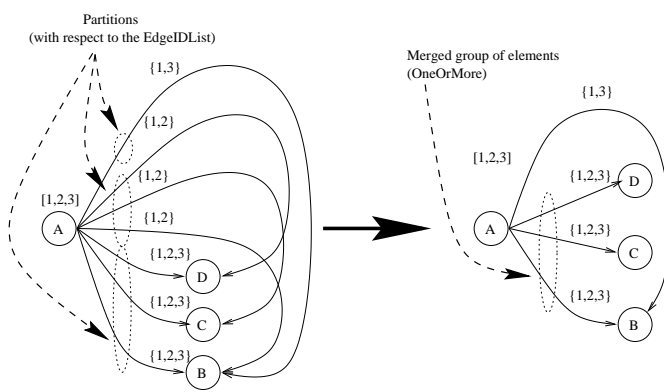 Partitions
(with respect to the EdgeIDList)
{1,3}
{1,2}
{1,2}
{1,2}
[1,2,3]
A
{1,2,3}
D
{1,2,3}
C
{1,2,3}
B
Merged group of elements
(OneOrMore)
{1,3}
[1,2,3]
{1,2,3}
D
A
{1,2,3}
C
{1,2,3}
B